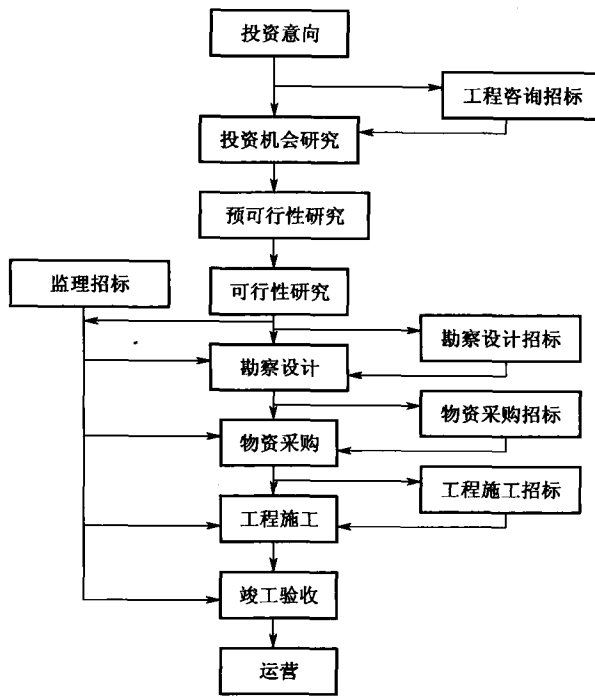 投资意向
工程咨询招标
投资机会研究
预可行性研究
监理招标
可行性研究
勘察设计招标
勘察设计
物资采购招标
物资采购
工程施工招标
工程施工
竣工验收
运营